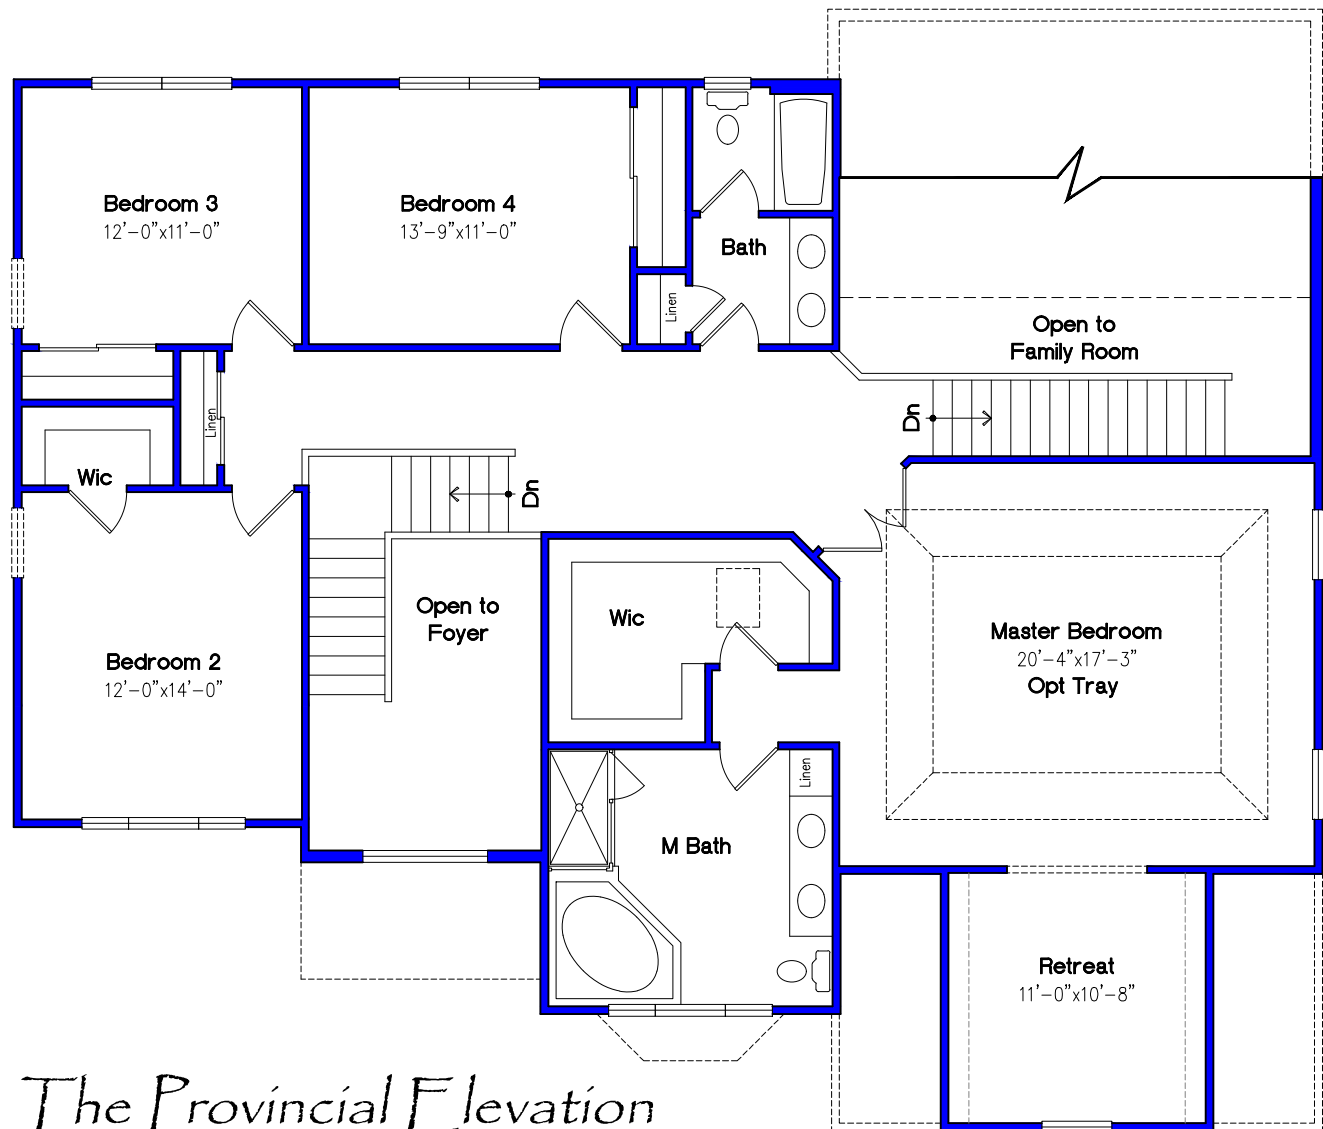 Bedroom 3
12'-0"x11'-0"
Bedroom 4
13'-9"x11'-0"
Bath
Linen
Open to
Family Room
Dn
Linen
Wic
Dn
Open to
Foyer
Wic
Bedroom 2
12'-0"x14'-0"
Master Bedroom
20'-4"x17'-3"
Opt Tray
Linen
M Bath
Retreat
11'-0"x10'-8"
The Provincial Elevation